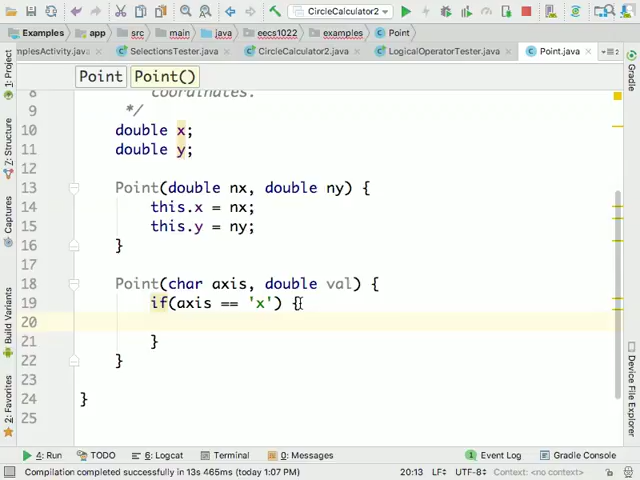 CircleCalculator2
Examples
app
src
main
java
eecs1022
examples
Point
mplesActivity.java
SelectionsTester.java
CircleCalculator2.java
LogicalOperatorTester.java
Point.java
Point
Point()
1: Project
7: Structure
Captures
Build Variants
2: Favorites
Gradle
Device File Explorer
8 coordinates.
9 */
10 double x;
11 double y;
12
13 Point(double nx, double ny) {
14 this.x = nx;
15 this.y = ny;
16 }
17
18 Point(char axis, double val) {
19 if(axis == 'x') {
20
21 }
22 }
23
24 }
25
4: Run
TODO
6: Logcat
Terminal
0: Messages
1 Event Log
Gradle Console
Compilation completed successfully in 13s 465ms (today 1:07 PM)
20:13
LF÷
UTF-8÷
Context: <no context>